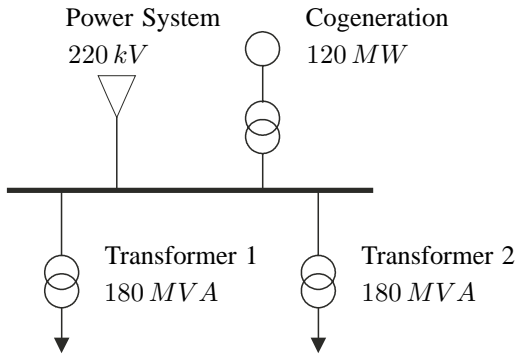 Power System
220 kV
Cogeneration
120 MW
Transformer 1
180 MVA
Transformer 2
180 MVA